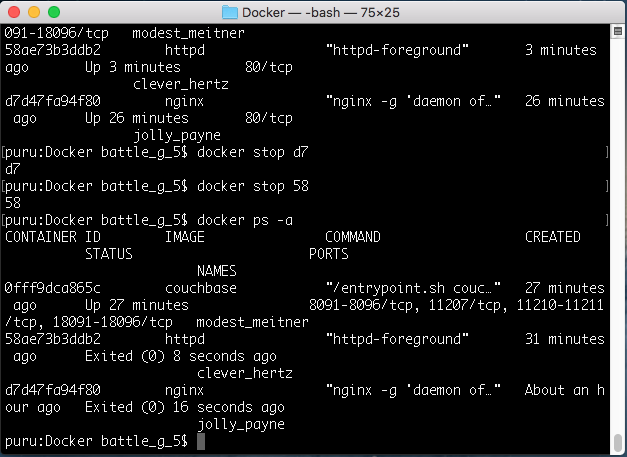 Docker — -bash — 75×25
091-18096/tcp   modest_meitner
58ae73b3ddb2        httpd               "httpd-foreground"       3 minutes
ago       Up 3 minutes        80/tcp
                clever_hertz
d7d47fa94f80        nginx               "nginx -g 'daemon of…"   26 minutes
 ago       Up 26 minutes       80/tcp
                jolly_payne
[puru:Docker battle_g_5$ docker stop d7                                    ]
d7
[puru:Docker battle_g_5$ docker stop 58                                    ]
58
[puru:Docker battle_g_5$ docker ps -a                                      ]
CONTAINER ID        IMAGE               COMMAND                  CREATED
          STATUS                      PORTS
                        NAMES
0fff9dca865c        couchbase           "/entrypoint.sh couc…"   27 minutes
 ago       Up 27 minutes               8091-8096/tcp, 11207/tcp, 11210-11211
/tcp, 18091-18096/tcp   modest_meitner
58ae73b3ddb2        httpd               "httpd-foreground"       31 minutes
 ago       Exited (0) 8 seconds ago
                        clever_hertz
d7d47fa94f80        nginx               "nginx -g 'daemon of…"   About an h
our ago   Exited (0) 16 seconds ago
                        jolly_payne
puru:Docker battle_g_5$